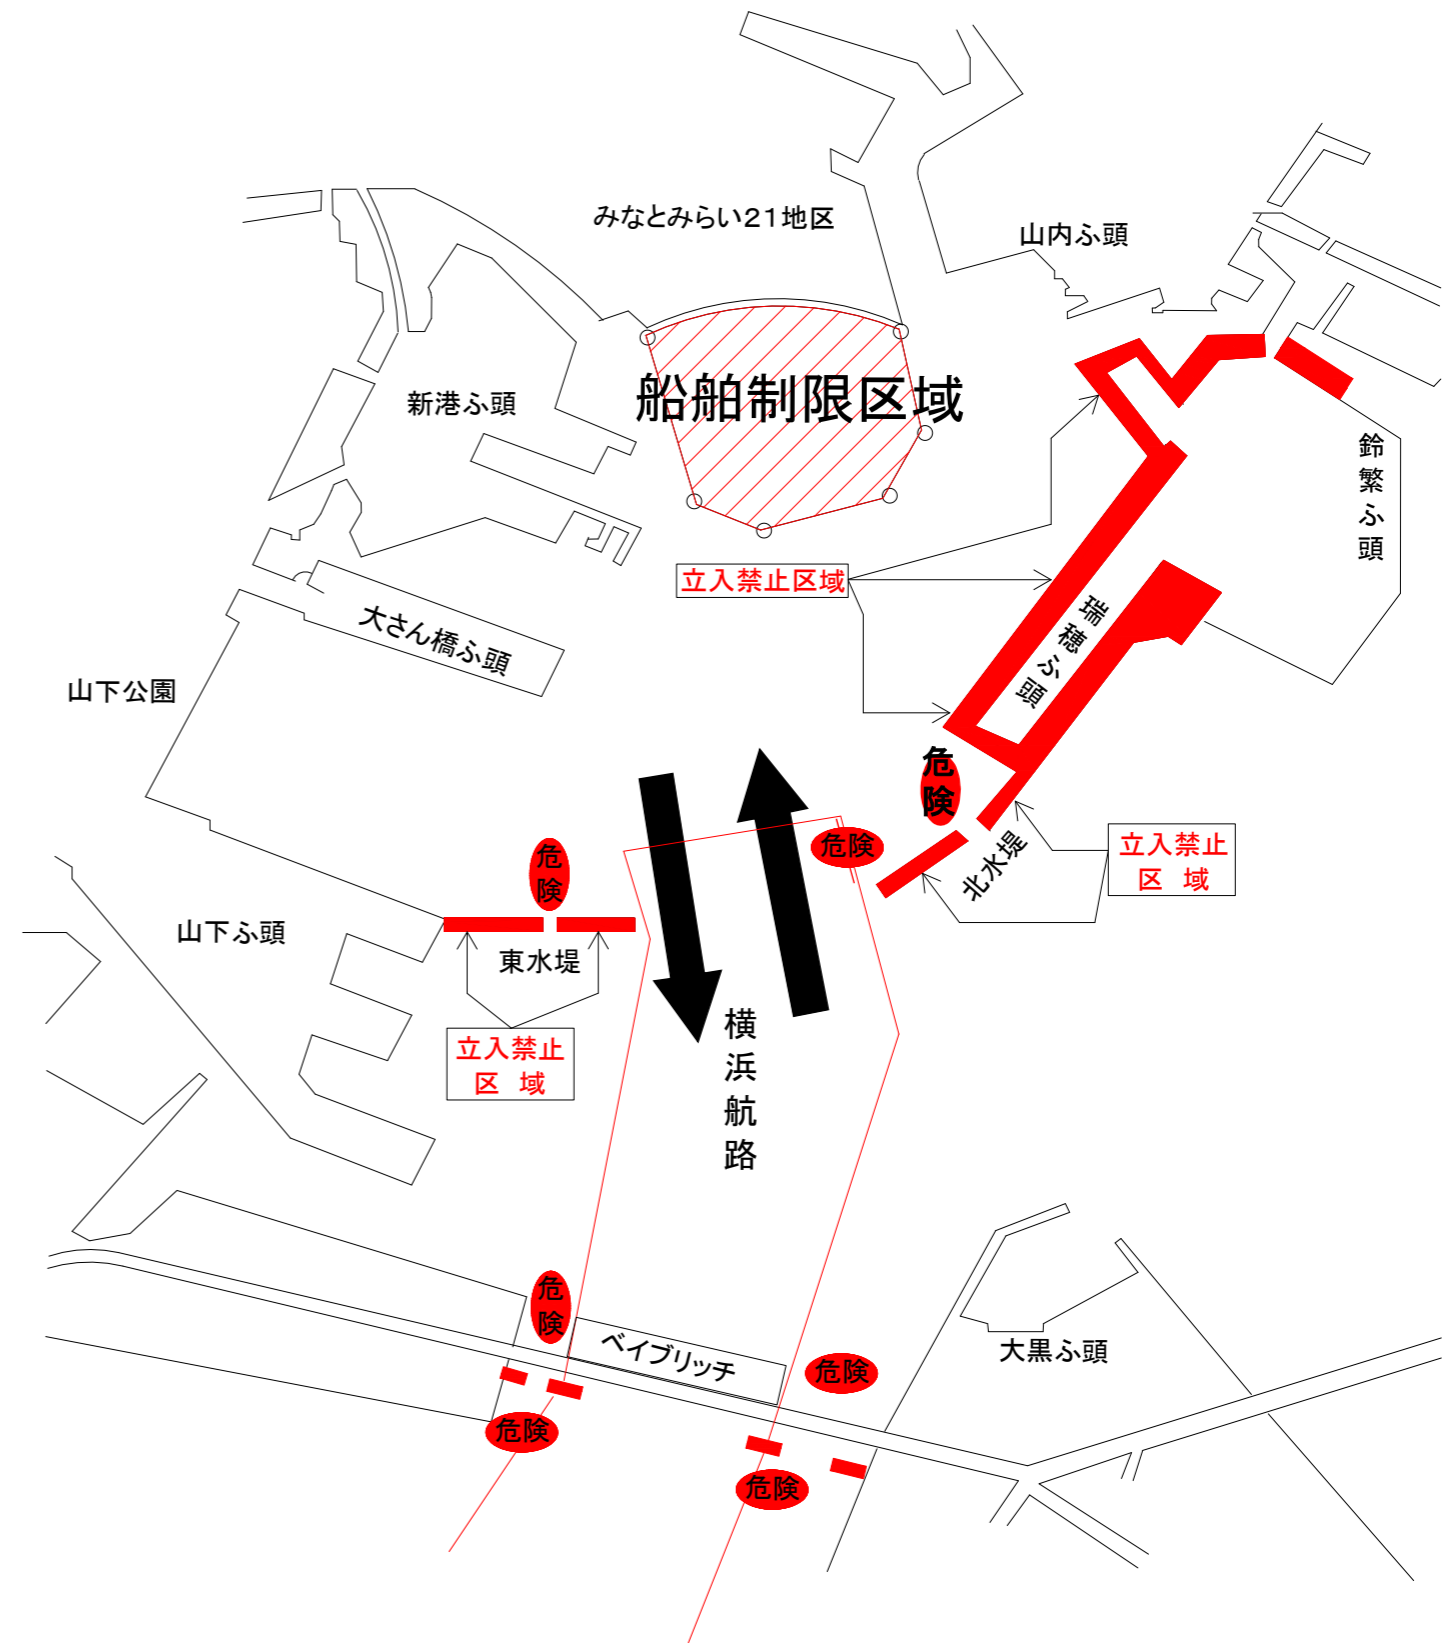 みなとみらい21地区
山内ふ頭
船舶制限区域
新港ふ頭
鈴繁ふ頭
立入禁止区域
瑞穂ふ頭
大さん橋ふ頭
山下公園
危険
危険
危険
北水堤
立入禁止
区 域
山下ふ頭
東水堤
立入禁止
区 域
横浜航路
危険
ベイブリッチ
危険
大黒ふ頭
危険
危険